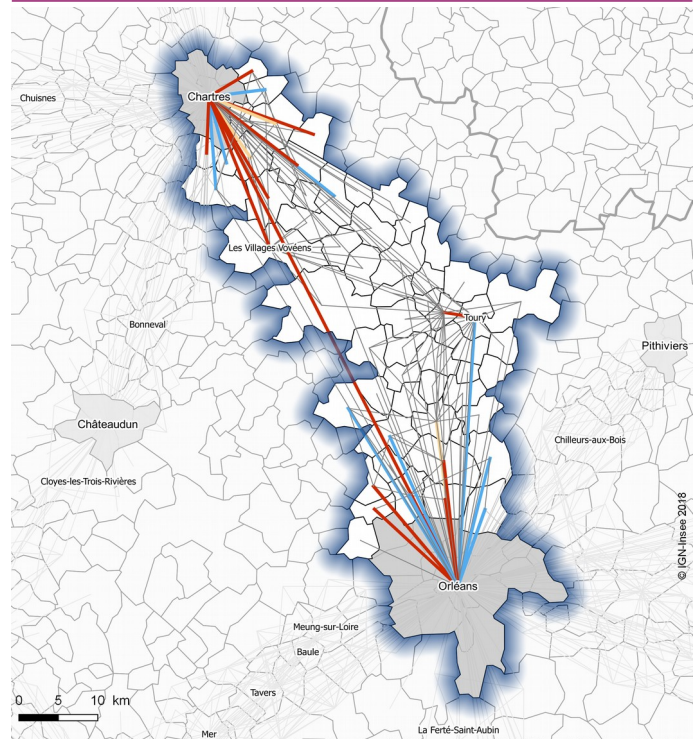 Chuisnes
Chartres
Les Villages Vovéens
Toury
Bonneval
Pithiviers
Châteaudun
Chilleurs-aux-Bois
Cloyes-les-Trois-Rivières
© IGN-Insee 2018
Orléans
Meung-sur-Loire
Baule
Tavers
0 5 10 km
Mer
La Ferté-Saint-Aubin